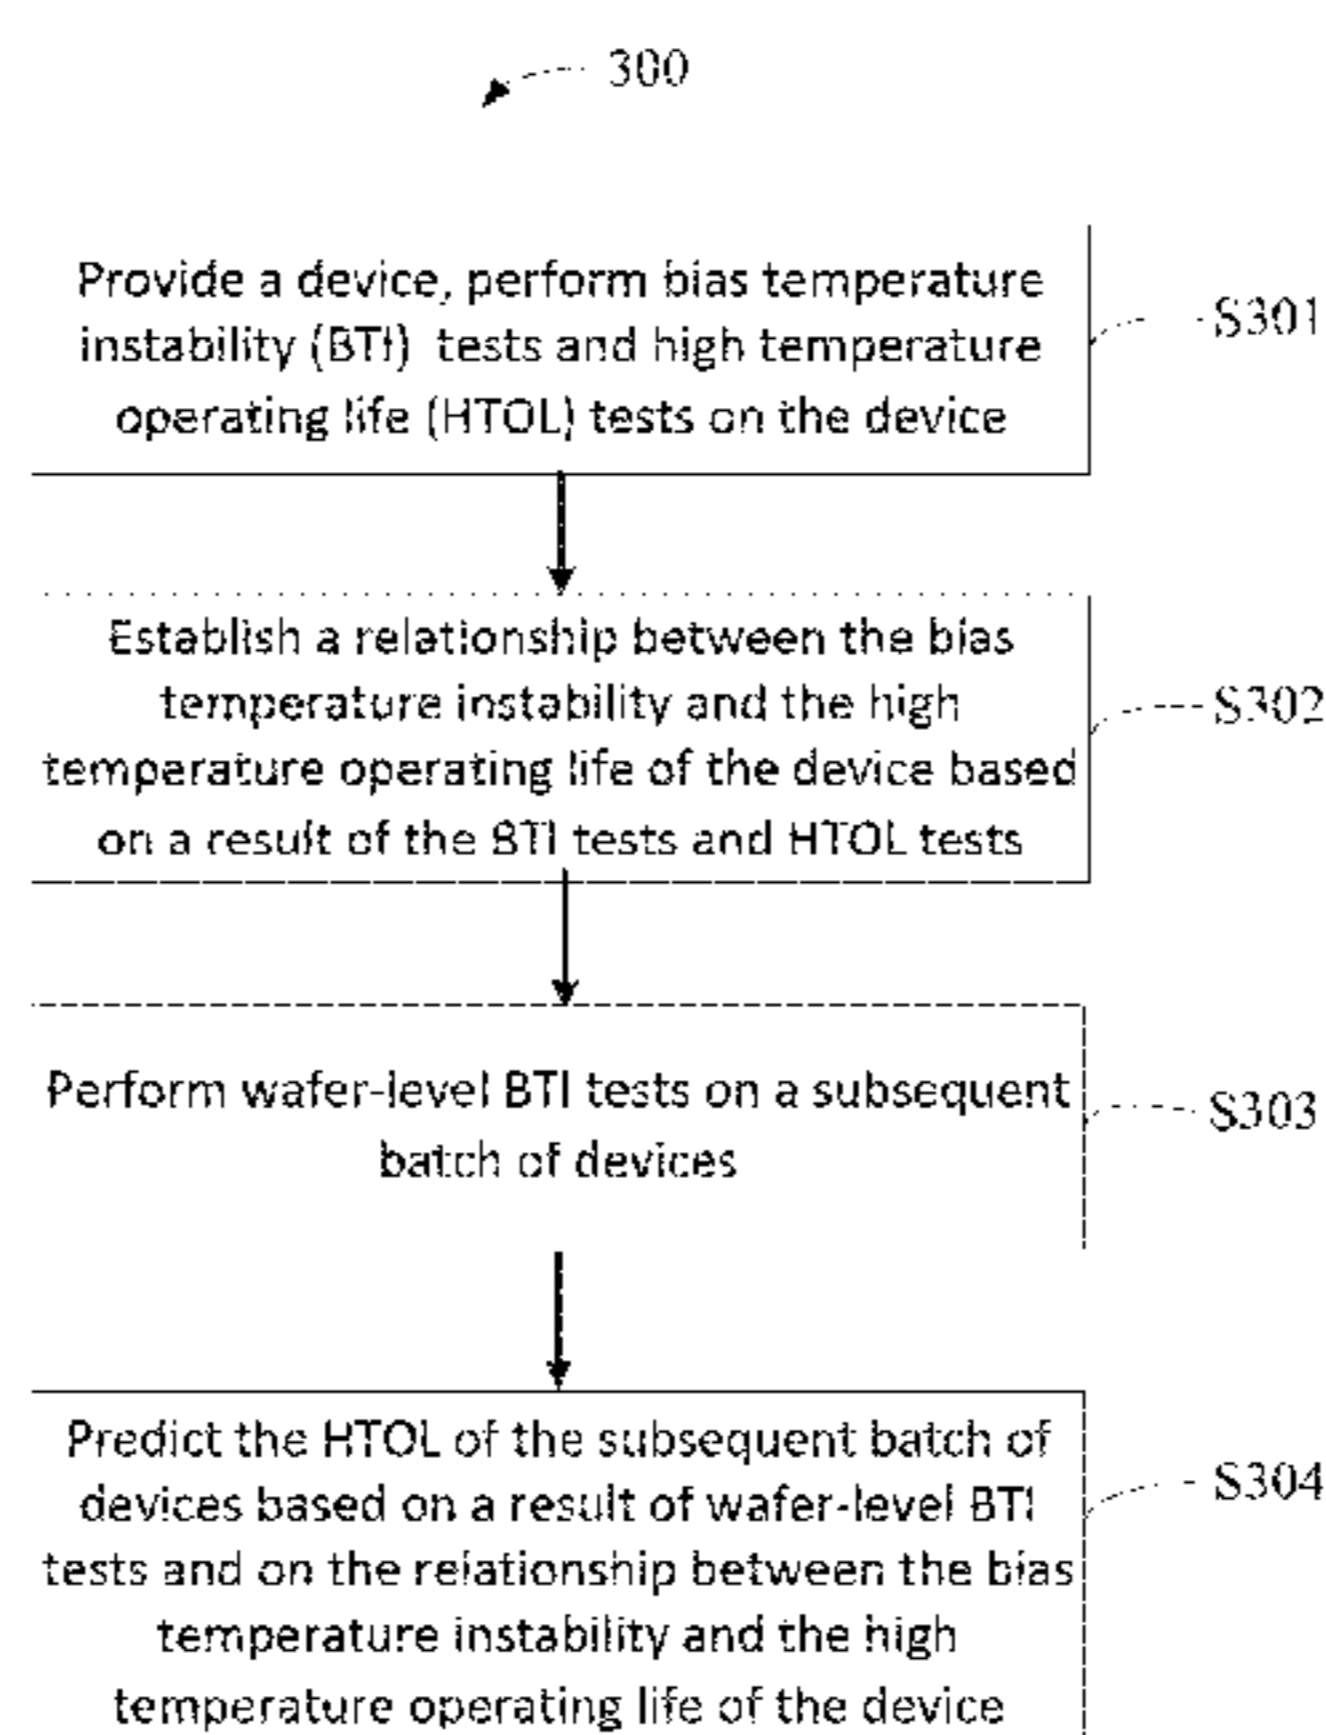 300
Provide a device, perform bias temperature
instability (BTI) tests and high temperature
operating life (HTOL) tests on the device
S301
Establish a relationship between the bias
temperature instability and the high
temperature operating life of the device based
on a result of the BTI tests and HTOL tests
S302
Perform wafer-level BTI tests on a subsequent
batch of devices
S303
Predict the HTOL of the subsequent batch of
devices based on a result of wafer-level BTI
tests and on the relationship between the bias
temperature instability and the high
temperature operating life of the device
S304